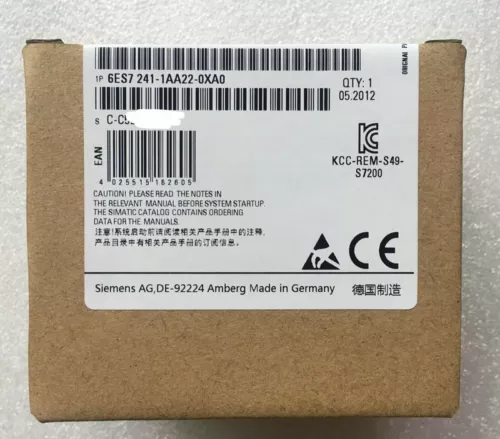 1P 6ES7 241-1AA22-0XA0
QTY: 1
05.2012
S C-C5
EAN
4 025515 162605
KCC-REM-S49-
S7200
CAUTION! PLEASE READ THE NOTES IN
THE RELEVANT MANUAL BEFORE SYSTEM STARTUP.
THE SIMATIC CATALOG CONTAINS ORDERING
DATA FOR THE MANUALS.
注意!系统启动前请阅读相关产品手册中的注释,
产品目录中有相关产品手册的订阅信息。
CE
Siemens AG,DE-92224 Amberg Made in Germany
德国制造
ORIGINAL